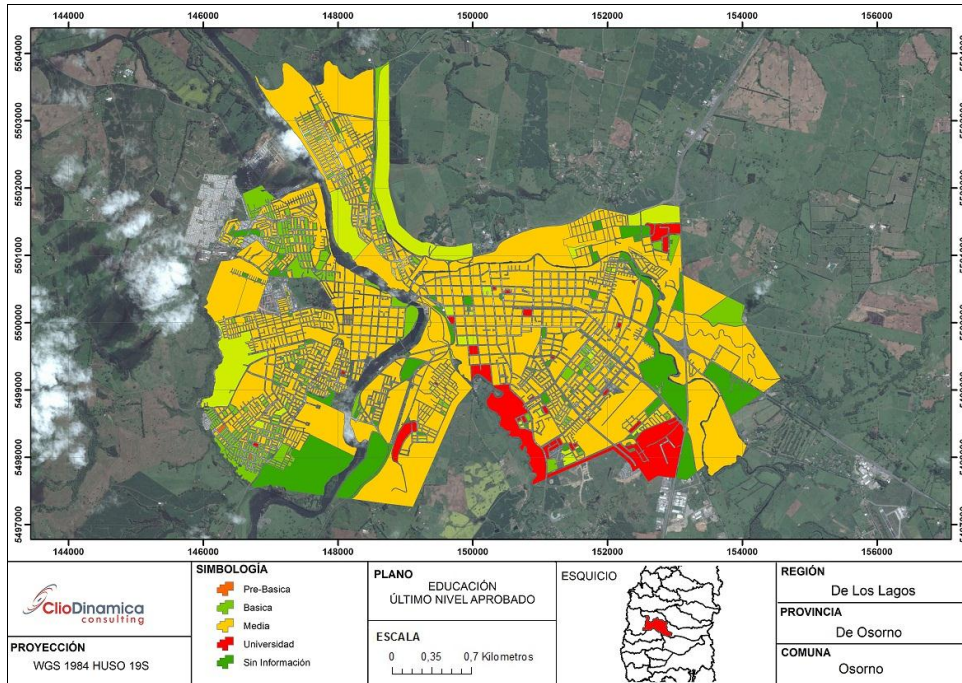 144000 146000 148000 150000 152000 154000 156000
5504000
5503000
5502000
5501000
5500000
5499000
5498000
5497000
144000 146000 148000 150000 152000 154000 156000
ClioDinamica
consulting
PROYECCIÓN
WGS 1984 HUSO 19S
SIMBOLOGÍA
Pre-Basica
Basica
Media
Universidad
Sin Información
PLANO
EDUCACIÓN
ÚLTIMO NIVEL APROBADO
ESCALA
0 0,35 0,7 Kilometros
ESQUICIO
REGIÓN
De Los Lagos
PROVINCIA
De Osorno
COMUNA
Osorno